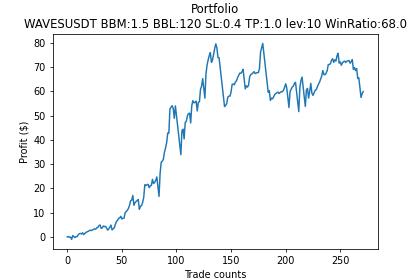 Portfolio
WAVESUSDT BBM:1.5 BBL:120 SL:0.4 TP:1.0 lev:10 WinRatio:68.0
80
70
60
50
40
30
20
10
0
Profit ($)
0 50 100 150 200 250
Trade counts